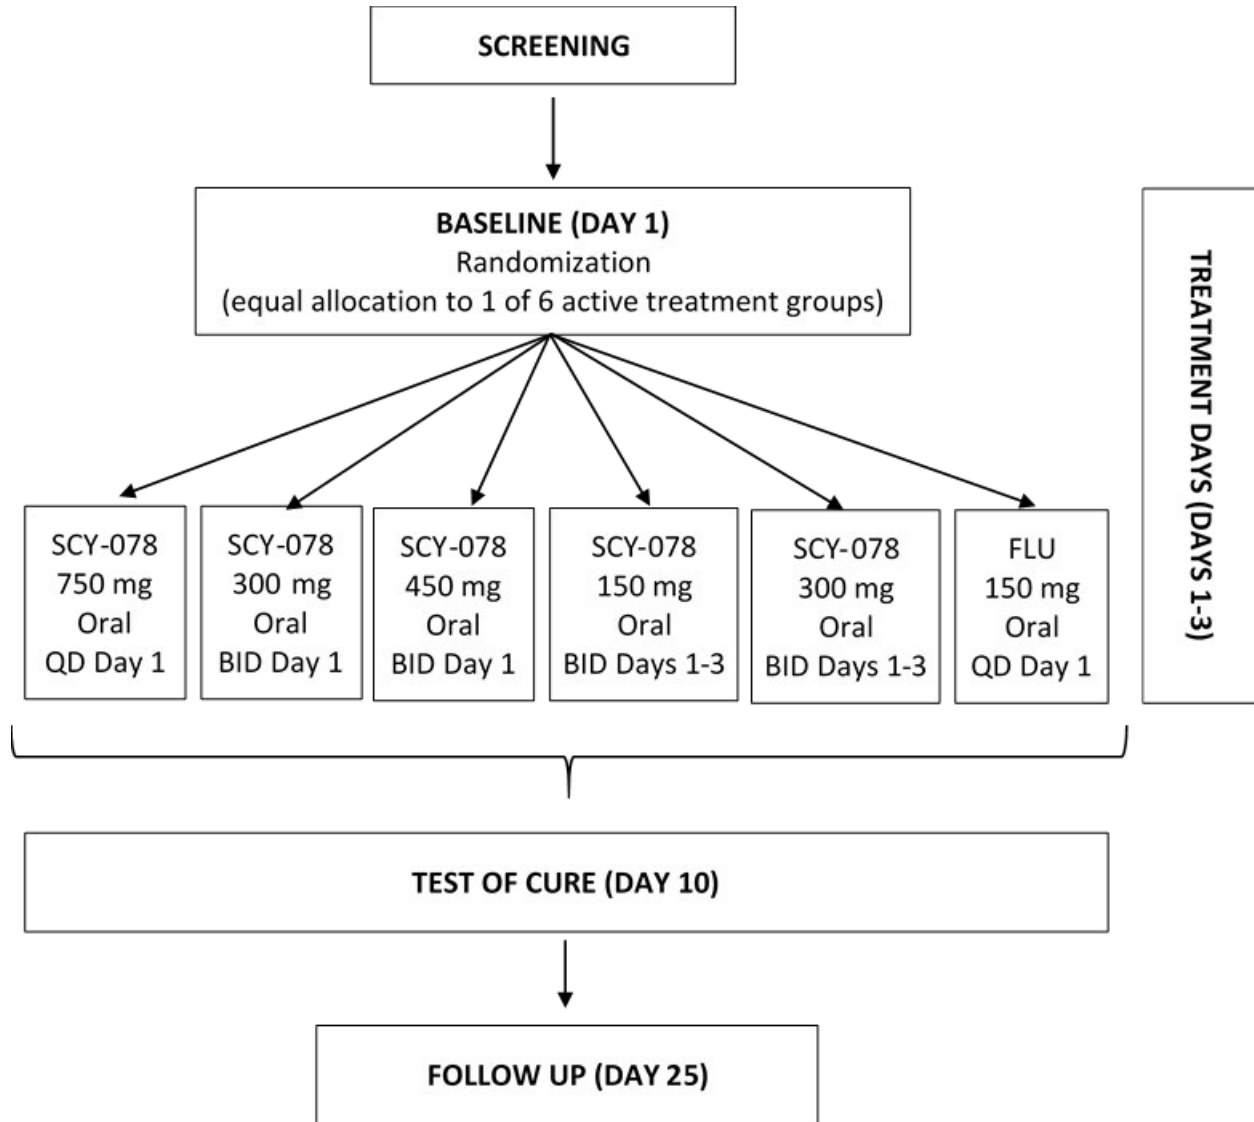 SCREENING
BASELINE (DAY 1)
Randomization
(equal allocation to 1 of 6 active treatment groups)
TREATMENT DAYS (DAYS 1-3)
SCY-078
750 mg
Oral
QD Day 1
SCY-078
300 mg
Oral
BID Day 1
SCY-078
450 mg
Oral
BID Day 1
SCY-078
150 mg
Oral
BID Days 1-3
SCY-078
300 mg
Oral
BID Days 1-3
FLU
150 mg
Oral
QD Day 1
TEST OF CURE (DAY 10)
FOLLOW UP (DAY 25)